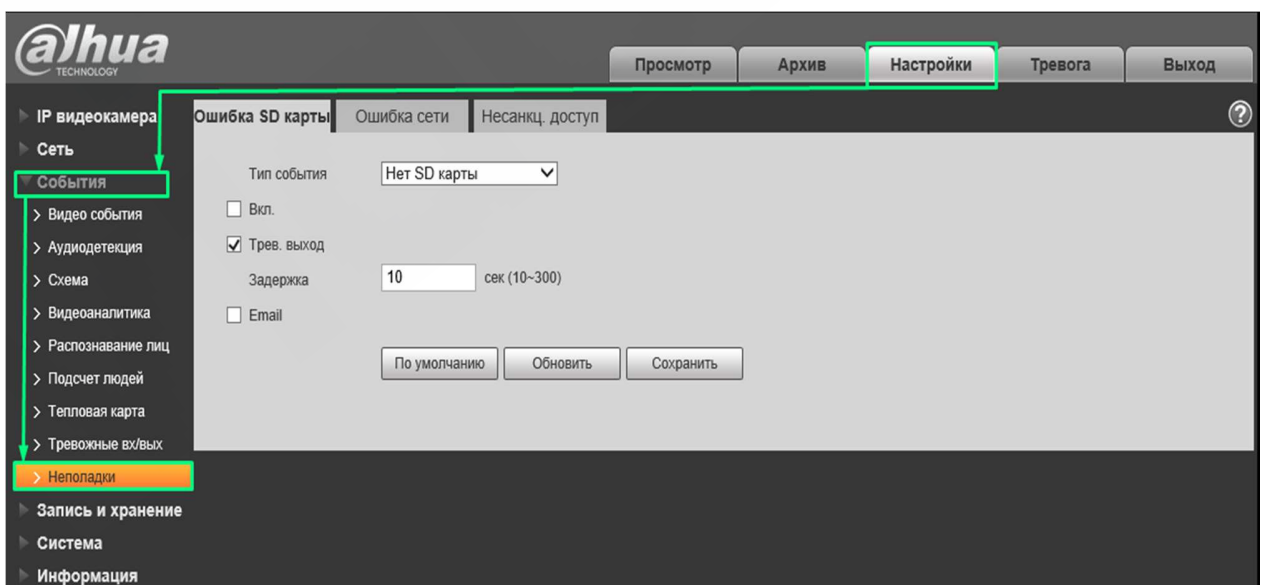 alhua
TECHNOLOGY
Просмотр Архив Настройки Тревога Выход
IP видеокамера
Сеть
События
Видео события
Аудиодетекция
Схема
Видеоаналитика
Распознавание лиц
Подсчет людей
Тепловая карта
Тревожные вх/вых
Неполадки
Запись и хранение
Система
Информация
Ошибка SD карты Ошибка сети Несанкц. доступ
?
Тип события Нет SD карты
Вкл.
Трев. выход
Задержка 10 сек (10~300)
Email
По умолчанию Обновить Сохранить